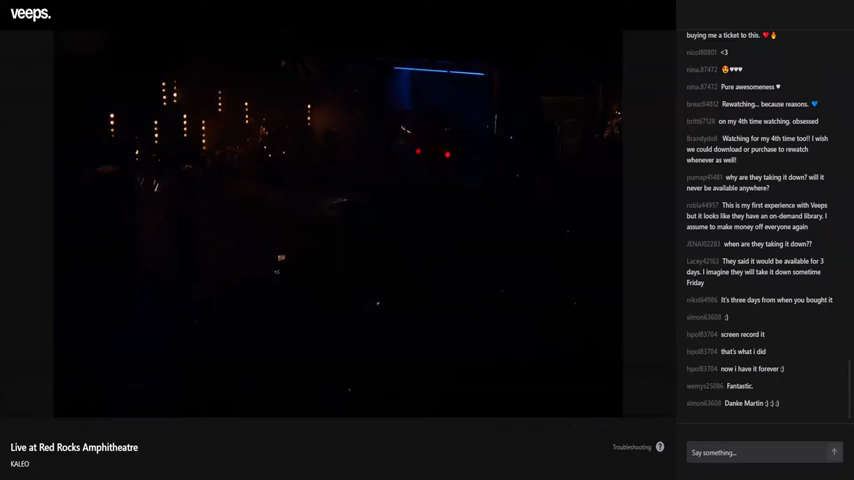 veeps.
buying me a ticket to this.
nicol80801 <3
nina.87472
nina.87472 Pure awesomeness
breaz84812 Rewatching... because reasons.
britt67128 on my 4th time watching. obsessed
Brandydoll Watching for my 4th time too!! I wish
we could download or purchase to rewatch
whenever as well!
pumap41481 why are they taking it down? will it
never be available anywhere?
robla44957 This is my first experience with Veeps
but it looks like they have an on-demand library. I
assume to make money off everyone again
JENAI02283 when are they taking it down??
Lacey42163 They said it would be available for 3
days. I imagine they will take it down sometime
Friday
nikst64986 It's three days from when you bought it
simon63608 :)
lspol83704 screen record it
lspol83704 that's what i did
lspol83704 now i have it forever :)
wemys25086 Fantastic.
simon63608 Danke Martin :) :) :)
Live at Red Rocks Amphitheatre
Troubleshooting ?
KALEO
Say something...